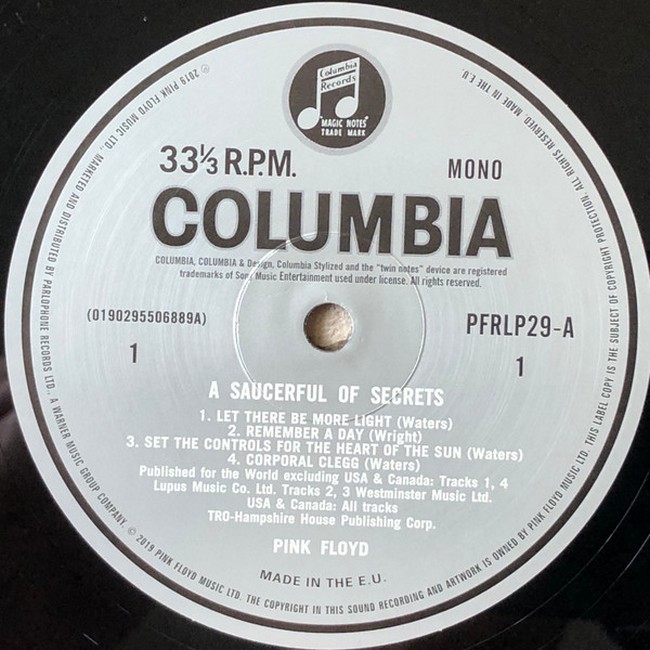 Columbia
Records
"MAGIC NOTES"
TRADE MARK
33⅓ R.P.M.
MONO
COLUMBIA
COLUMBIA, COLUMBIA & Design, Columbia Stylized and the "twin notes" device are registered
trademarks of Sony Music Entertainment used under license. All rights reserved.
(0190295506889A)
PFRLP29-A
1
1
A SAUCERFUL OF SECRETS
1. LET THERE BE MORE LIGHT (Waters)
2. REMEMBER A DAY (Wright)
3. SET THE CONTROLS FOR THE HEART OF THE SUN (Waters)
4. CORPORAL CLEGG (Waters)
Published for the World excluding USA & Canada: Tracks 1, 4
Lupus Music Co. Ltd. Tracks 2, 3 Westminster Music Ltd.
USA & Canada: All tracks
TRO-Hampshire House Publishing Corp.
PINK FLOYD
MADE IN THE E.U.
℗ 2019 PINK FLOYD MUSIC LTD., MARKETED AND DISTRIBUTED BY PARLOPHONE RECORDS LTD., A WARNER MUSIC GROUP COMPANY. © 2019 PINK FLOYD MUSIC LTD. THE COPYRIGHT IN THIS SOUND RECORDING AND ARTWORK IS OWNED BY PINK FLOYD MUSIC LTD. THIS LABEL COPY IS THE SUBJECT OF COPYRIGHT PROTECTION. ALL RIGHTS RESERVED. MADE IN THE E.U.